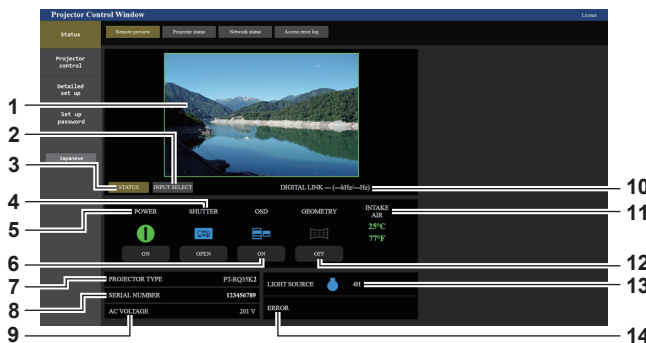 Projector Control Window
License
Status
Remote preview
Projector status
Network status
Access error log
Projector
control
Detailed
set up
Set up
password
Japanese
1
2
3
STATUS
INPUT SELECT
DIGITAL LINK --- (---kHz/---Hz)
10
4
5
POWER
SHUTTER
OSD
GEOMETRY
INTAKE
AIR
25°C
77°F
11
6
ON
OPEN
ON
OFF
12
7
PROJECTOR TYPE
PT-RQ35K2
LIGHT SOURCE
4H
13
8
SERIAL NUMBER
123456789
9
AC VOLTAGE
201 V
ERROR
14